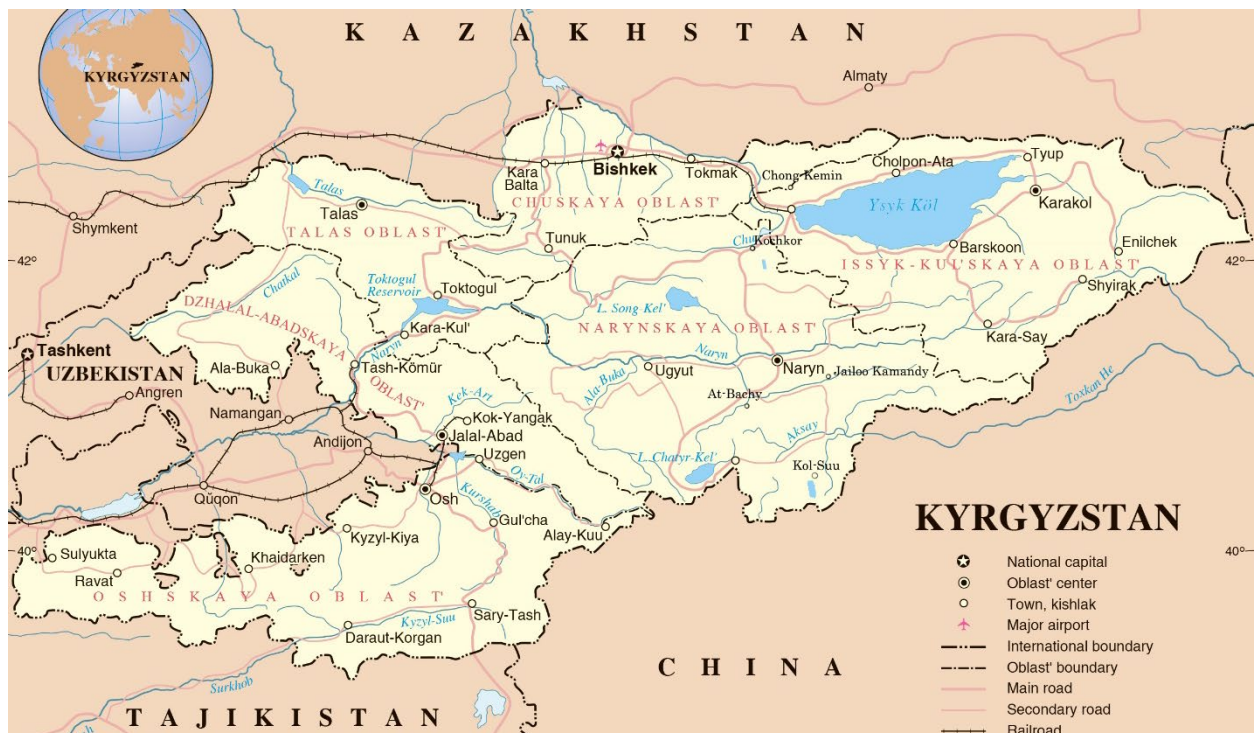 KAZAKHSTAN
KYRGYZSTAN
Almaty
Bishkek
Kara
Balta
Tokmak
Chong-Kemin
Cholpon-Ata
Tyup
Talas
Talas
CHUSKAYA OBLAST'
Ysyk Köl
Karakol
Shymkent
TALAS OBLAST'
Tunuk
Chu
Kochkor
Barskoon
Enilchek
42°
ISSYK-KUL'SKAYA OBLAST'
42°
Chatkal
Toktogul
Reservoir
Toktogul
Shyirak
DZHALAL-ABADSKAYA
OBLAST'
L. Song-Kel'
NARYNSKAYA OBLAST'
Kara-Say
Kara-Kul'
Naryn
Tashkent
UZBEKISTAN
Ala-Buka
Tash-Kömür
Ala-Buka
Ugyut
Naryn
Naryn
Jailoo Kamandy
Toxkan He
Angren
Namangan
Kek-Art
Kok-Yangak
At-Bachy
Andijon
Jalal-Abad
Uzgen
Aksay
L. Chatyr-Kel'
Kol-Suu
Oy-Tal
Qŭqon
Osh
Kurshab
Gul'cha
Alay-Kuu
Kyzyl-Kiya
40°
Sulyukta
Khaidarken
Ravat
OSHSKAYA OBLAST'
Sary-Tash
Kyzyl-Suu
Daraut-Korgan
Surkhob
TAJIKISTAN
CHINA
40°
KYRGYZSTAN
National capital
Oblast' center
Town, kishlak
Major airport
International boundary
Oblast' boundary
Main road
Secondary road
Railroad